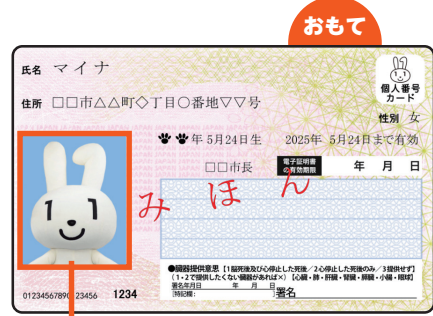 おもて
氏名 マイナ
個人番号
カード
住所 □□市△△町◇丁目○番地▽▽号
性別 女
年5月24日生 2025年 5月24日まで有効
□□市長 電子証明書の有効期限 年 月 日
みほん
1 1
●臓器提供意思【1脳死後及び心停止した死後/2心停止した死後のみ/3提供せず】
(1・2で提供したくない臓器があれば×)【心臓・肺・肝臓・腎臓・膵臓・小腸・眼球】
署名年月日 年 月 日
[特記欄: ] 署名
0123456789 23456 1234